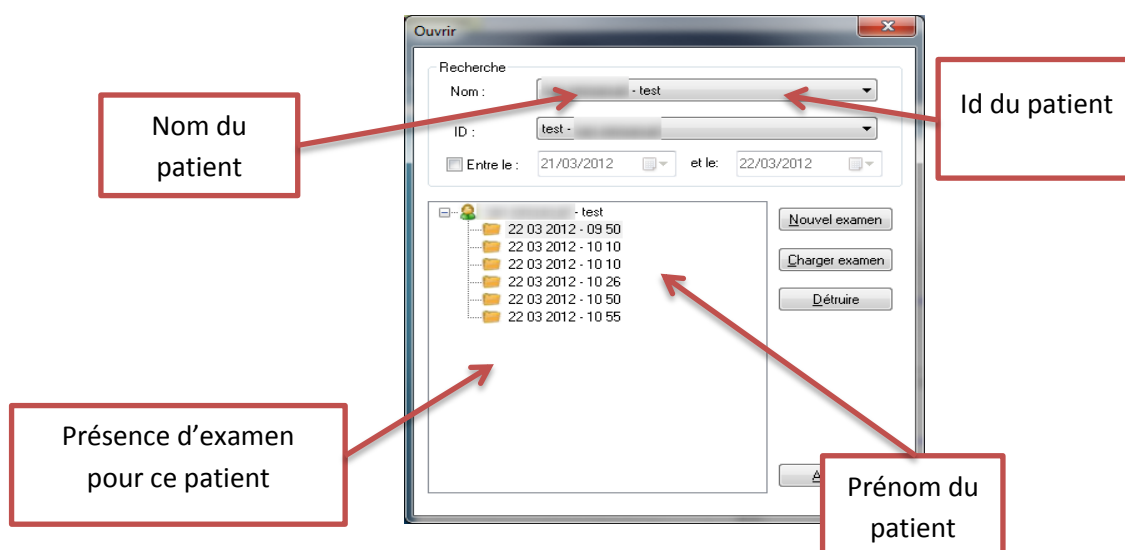 Ouvrir
Recherche
Nom :
- test
ID :
test -
Entre le :
21/03/2012
et le:
22/03/2012
- test
22 03 2012 - 09 50
22 03 2012 - 10 10
22 03 2012 - 10 10
22 03 2012 - 10 26
22 03 2012 - 10 50
22 03 2012 - 10 55
Nouvel examen
Charger examen
Détruire
A
Nom du
patient
Id du patient
Présence d’examen
pour ce patient
Prénom du
patient